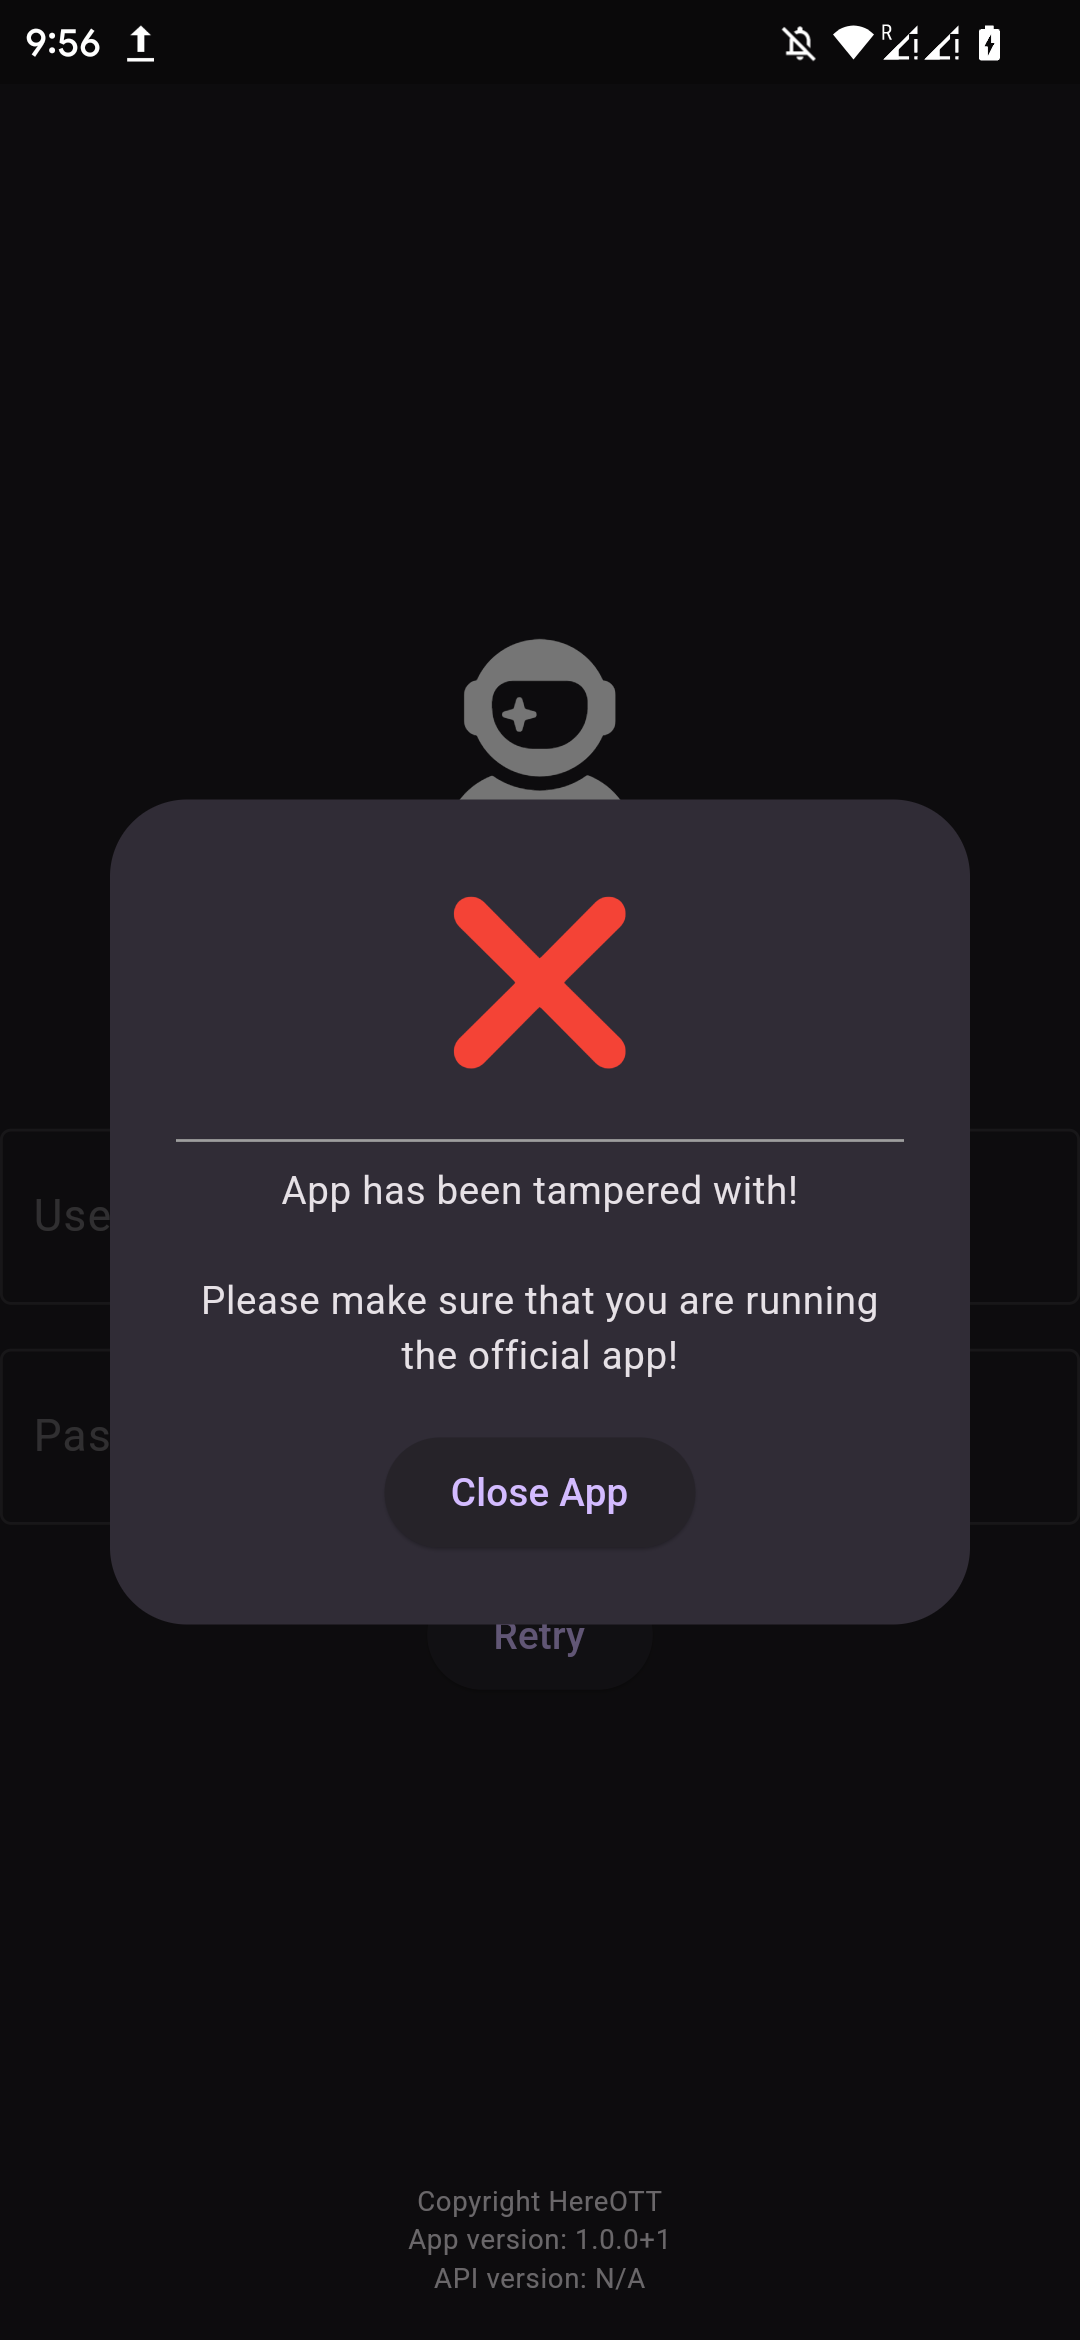 9:56
R
App has been tampered with!
Please make sure that you are running
the official app!
Use
Pas
Close App
Retry
Copyright HereOTT
App version: 1.0.0+1
API version: N/A